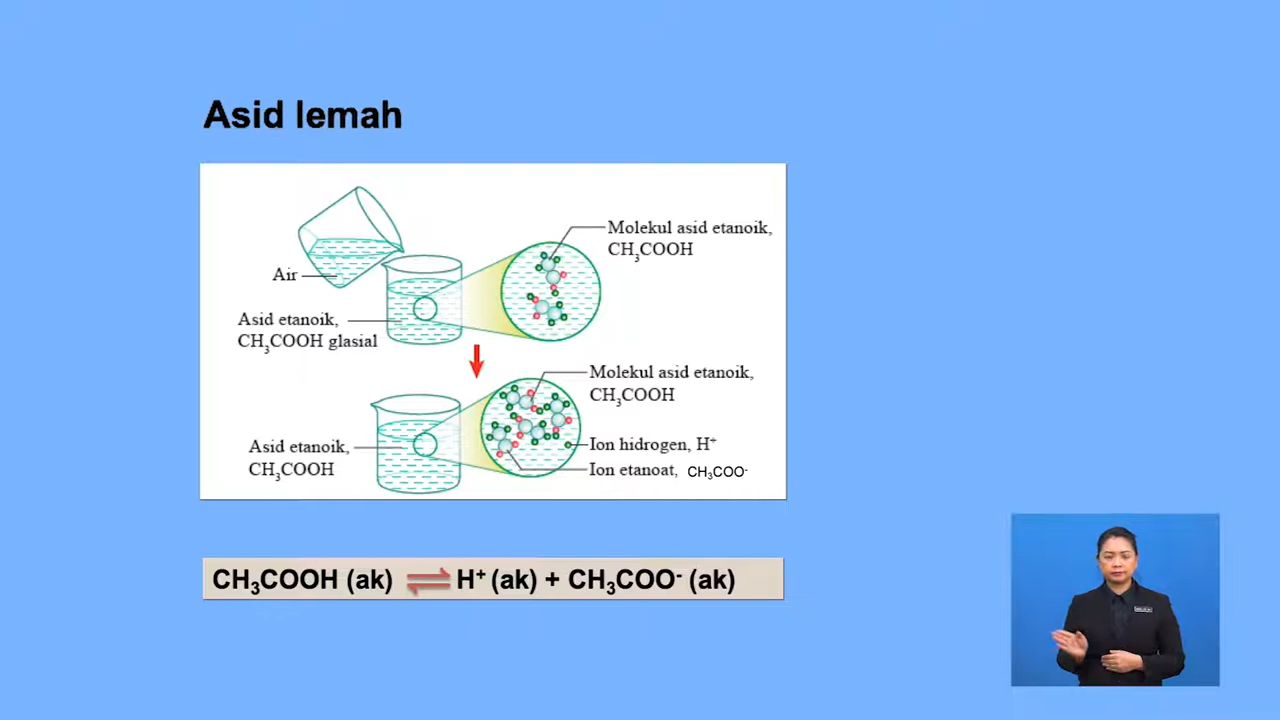 Asid lemah
Molekul asid etanoik,
CH₃COOH
Air
Asid etanoik,
CH₃COOH glasial
Molekul asid etanoik,
CH₃COOH
Asid etanoik,
CH₃COOH
Ion hidrogen, H⁺
Ion etanoat, CH₃COO⁻
CH₃COOH (ak) ⇌ H⁺ (ak) + CH₃COO⁻ (ak)